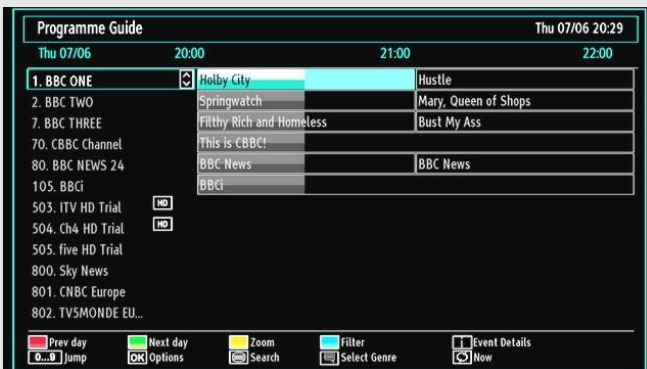 Programme Guide Thu 07/06 20:29
Thu 07/06 20:00 21:00 22:00
1. BBC ONE Holby City Hustle
2. BBC TWO Springwatch Mary, Queen of Shops
7. BBC THREE Filthy Rich and Homeless Bust My Ass
70. CBBC Channel This is CBBC!
80. BBC NEWS 24 BBC News BBC News
105. BBCi BBCi
503. ITV HD Trial HD
504. Ch4 HD Trial HD
505. five HD Trial
800. Sky News
801. CNBC Europe
802. TV5MONDE EU...
Prev day Next day Zoom Filter i Event Details
0...9 Jump OK Options Search Select Genre Now